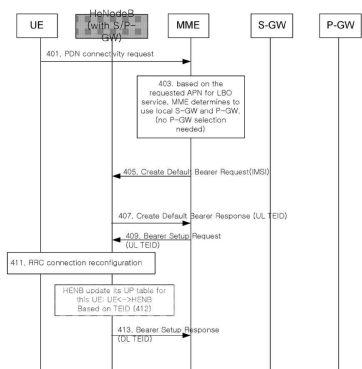 UE
HeNodeB
(with S/P-
GW)
MME
S-GW
P-GW
401, PDN connectivity request
403, based on the
requested APN for LBO
service, MME determines to
use local S-GW and P-GW,
(no P-GW selection
needed)
405, Create Default Bearer Request(IMSI)
407, Create Default Bearer Response (UL TEID)
409, Bearer Setup Request
(UL TEID)
411, RRC connection reconfiguration
HENB update its UP table for
this UE: UE<->HENB
Based on TEID (412)
413, Bearer Setup Response
(DL TEID)